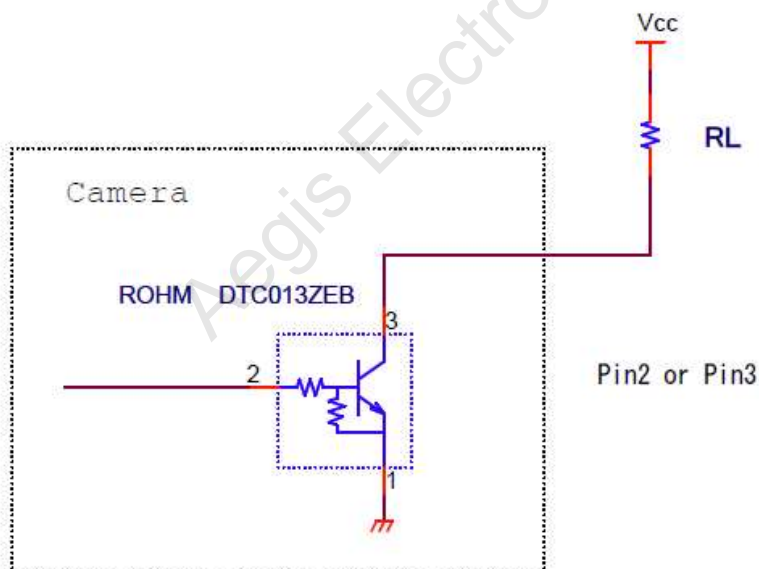 Vcc
RL
Camera
ROHM DTC013ZEB
3
2
Pin2 or Pin3
1
Aegis Electro